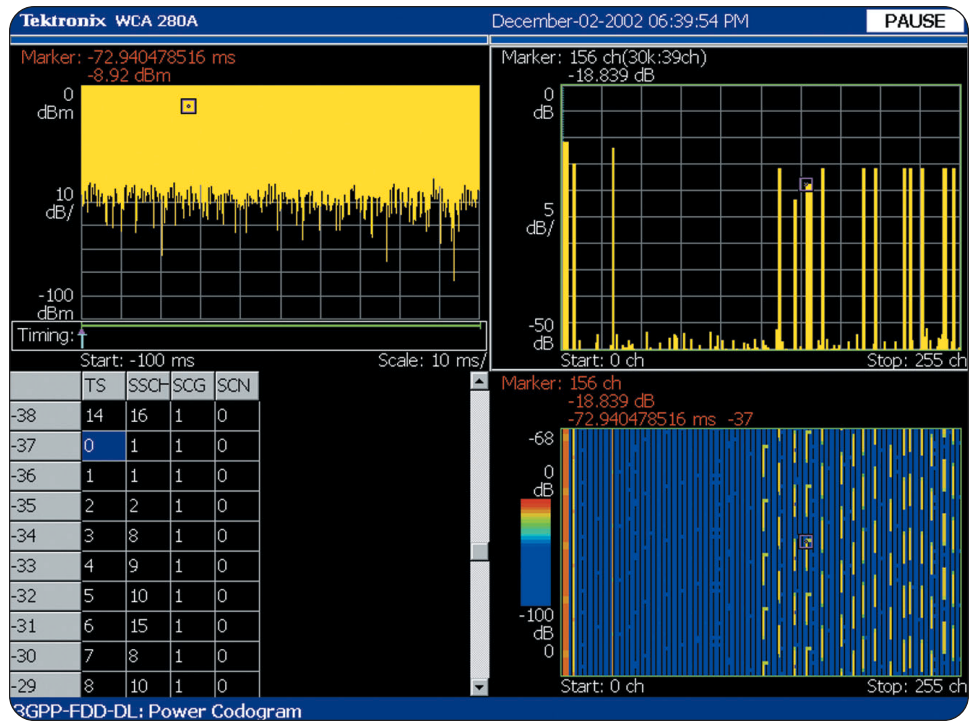 Tektronix WCA 280A December-02-2002 06:39:54 PM PAUSE
Marker: -72.940478516 ms
-8.92 dBm
0
dBm
10
dB/
-100
dBm
Timing:
Start: -100 ms Scale: 10 ms/
Marker: 156 ch(30k:39ch)
-18.839 dB
0
dB
5
dB/
-50
dB
Start: 0 ch Stop: 255 ch
TS SSCH SCG SCN
-38 14 16 1 0
-37 0 1 1 0
-36 1 1 1 0
-35 2 2 1 0
-34 3 8 1 0
-33 4 9 1 0
-32 5 10 1 0
-31 6 15 1 0
-30 7 8 1 0
-29 8 10 1 0
Marker: 156 ch
-18.839 dB
-72.940478516 ms -37
-68
0
dB
-100
dB
0
Start: 0 ch Stop: 255 ch
3GPP-FDD-DL: Power Codogram